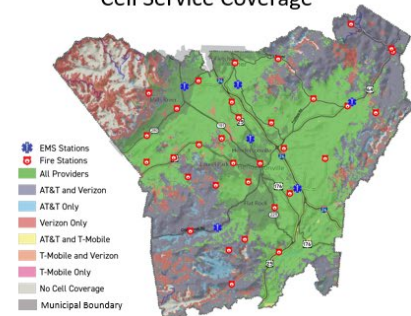 Cell Service Coverage
EMS Stations
Fire Stations
All Providers
AT&T and Verizon
AT&T Only
Verizon Only
AT&T and T-Mobile
T-Mobile and Verizon
T-Mobile Only
No Cell Coverage
Municipal Boundary